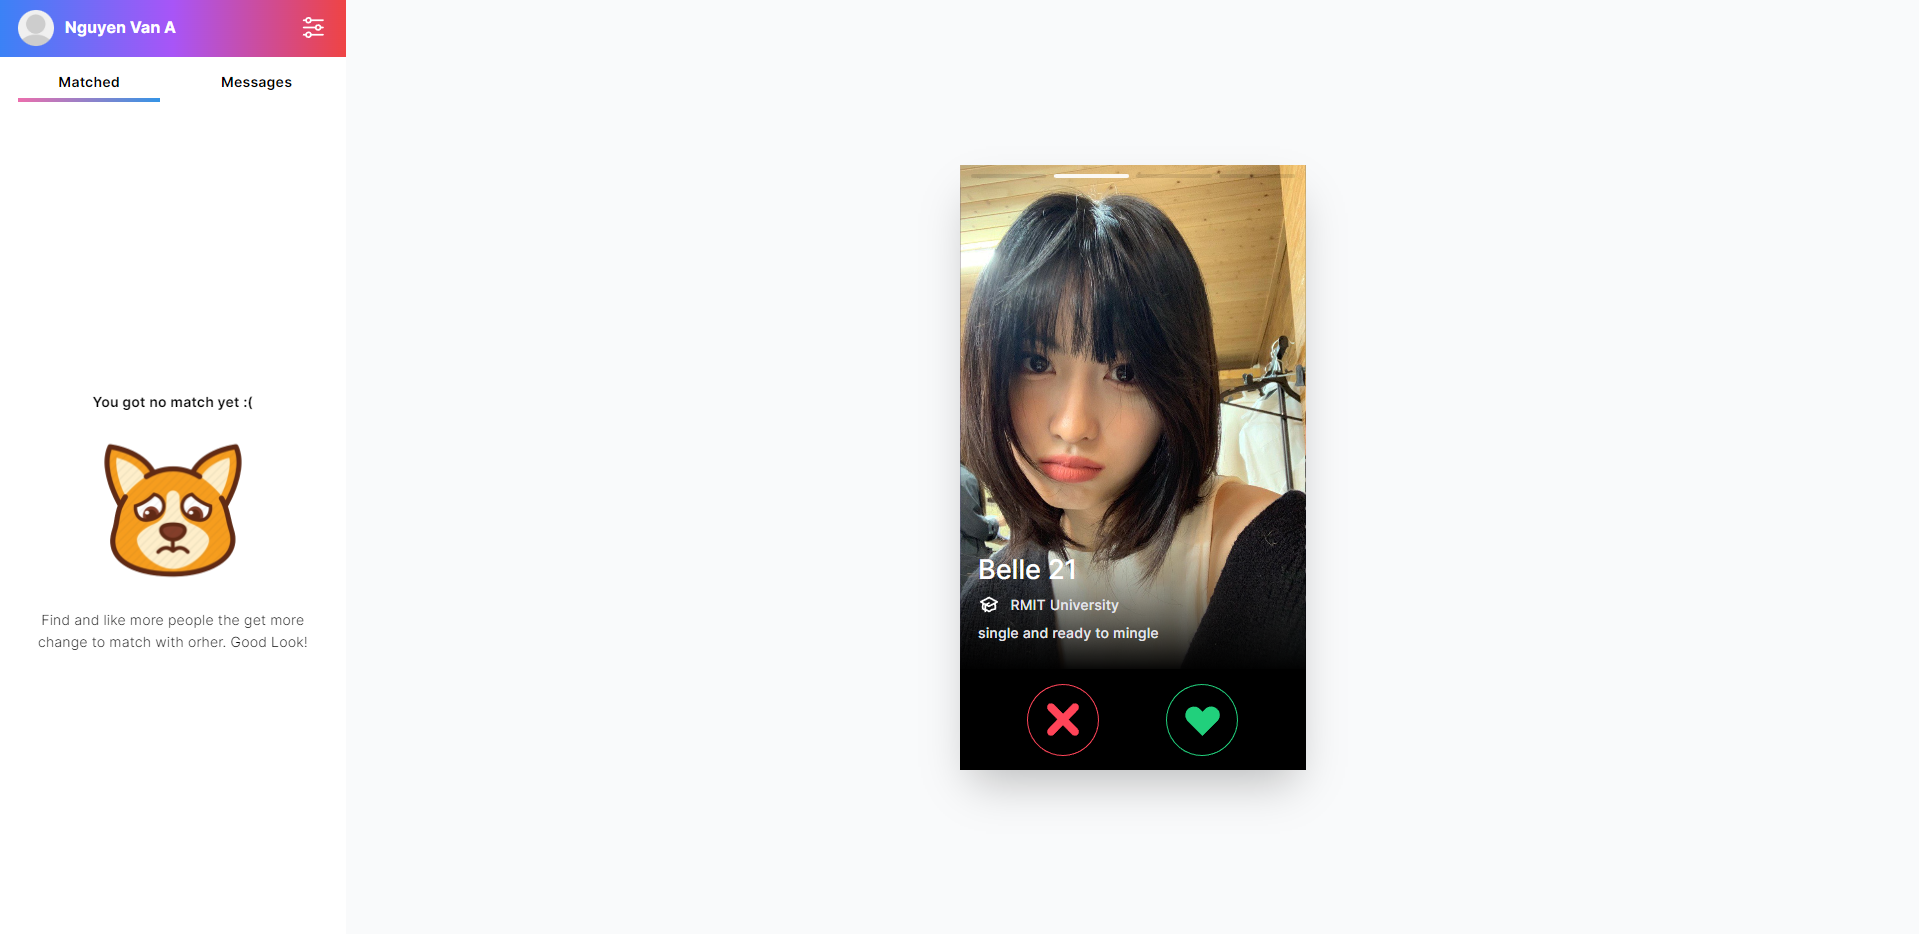 Nguyen Van A
Matched
Messages
You got no match yet :(
Find and like more people the get more
change to match with orher. Good Look!
Belle 21
RMIT University
single and ready to mingle